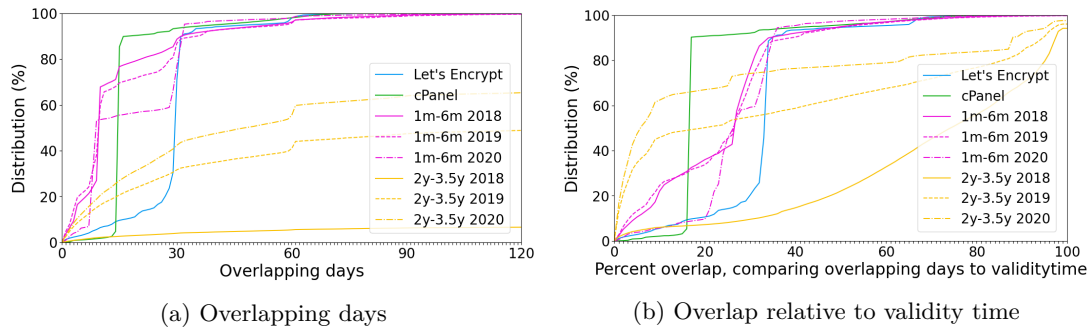 100
80
60
40
20
0
Distribution (%)
0 30 60 90 120
Overlapping days
Let's Encrypt
cPanel
1m-6m 2018
1m-6m 2019
1m-6m 2020
2y-3.5y 2018
2y-3.5y 2019
2y-3.5y 2020
(a) Overlapping days
100
80
60
40
20
0
Distribution (%)
0 20 40 60 80 100
Percent overlap, comparing overlapping days to validitytime
Let's Encrypt
cPanel
1m-6m 2018
1m-6m 2019
1m-6m 2020
2y-3.5y 2018
2y-3.5y 2019
2y-3.5y 2020
(b) Overlap relative to validity time